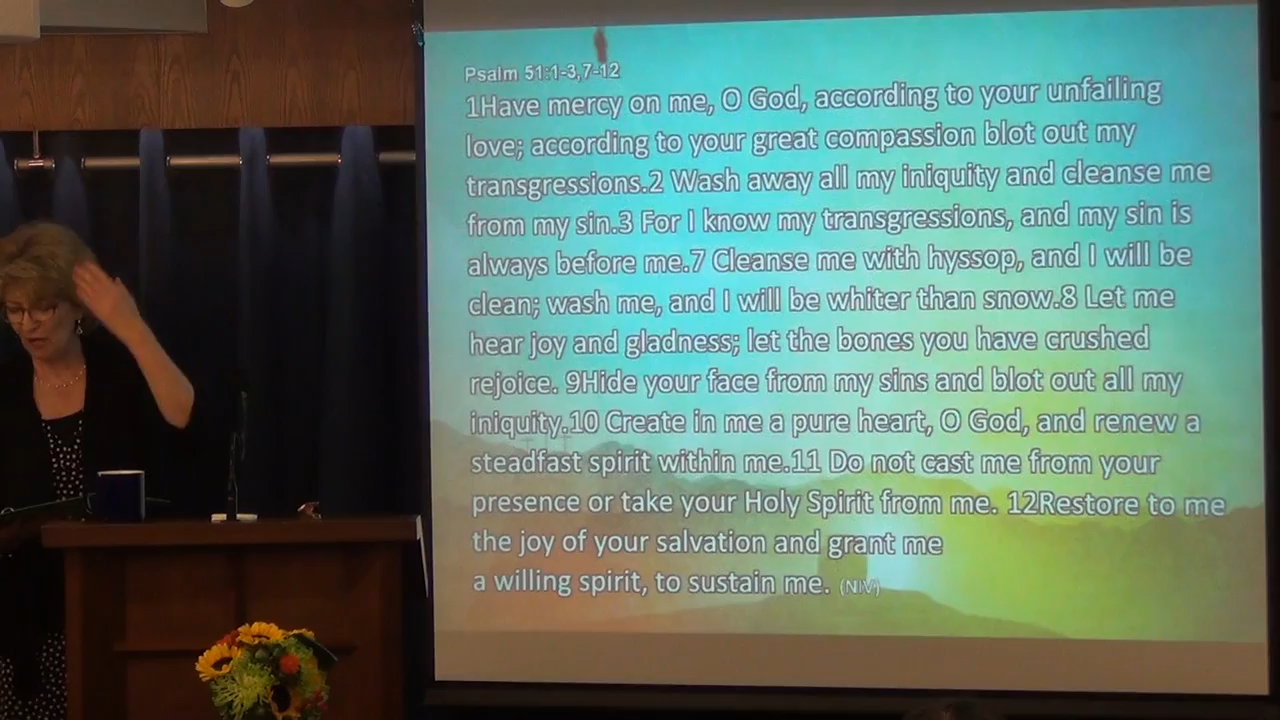 Psalm 51:1-3,7-12
1Have mercy on me, O God, according to your unfailing
love; according to your great compassion blot out my
transgressions.2 Wash away all my iniquity and cleanse me
from my sin.3 For I know my transgressions, and my sin is
always before me.7 Cleanse me with hyssop, and I will be
clean; wash me, and I will be whiter than snow.8 Let me
hear joy and gladness; let the bones you have crushed
rejoice. 9Hide your face from my sins and blot out all my
iniquity.10 Create in me a pure heart, O God, and renew a
steadfast spirit within me.11 Do not cast me from your
presence or take your Holy Spirit from me. 12Restore to me
the joy of your salvation and grant me
a willing spirit, to sustain me. (NIV)